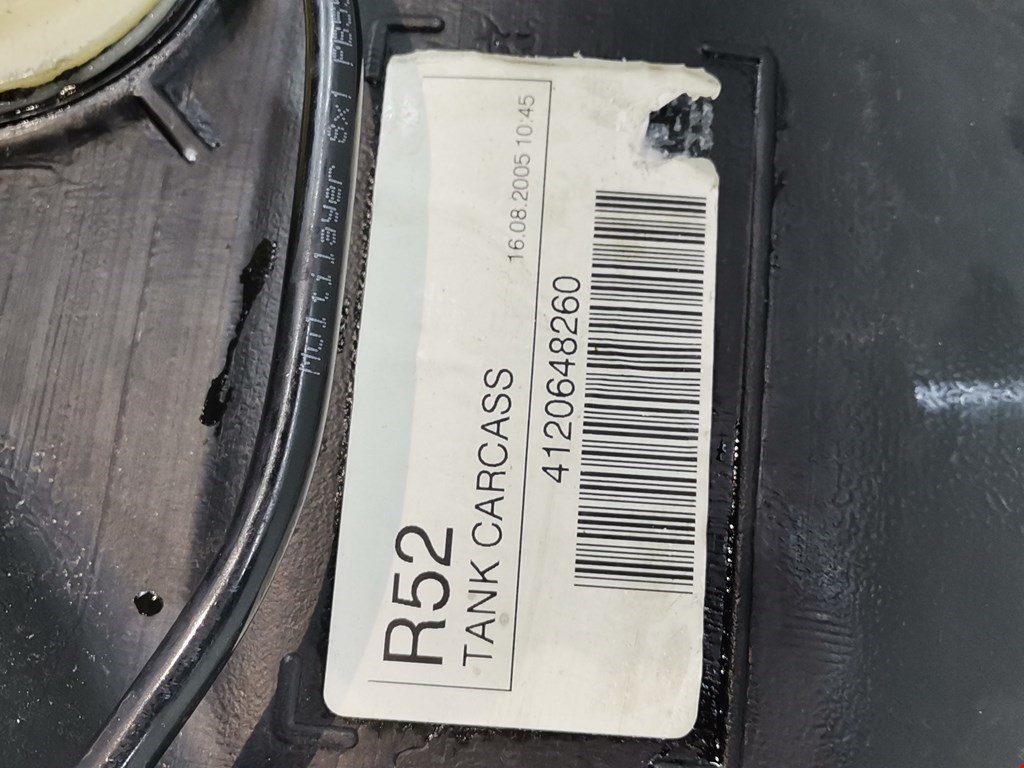 R52
TANK CARCASS
16.08.2005 10:45
4120648260
Multilayer 8x1